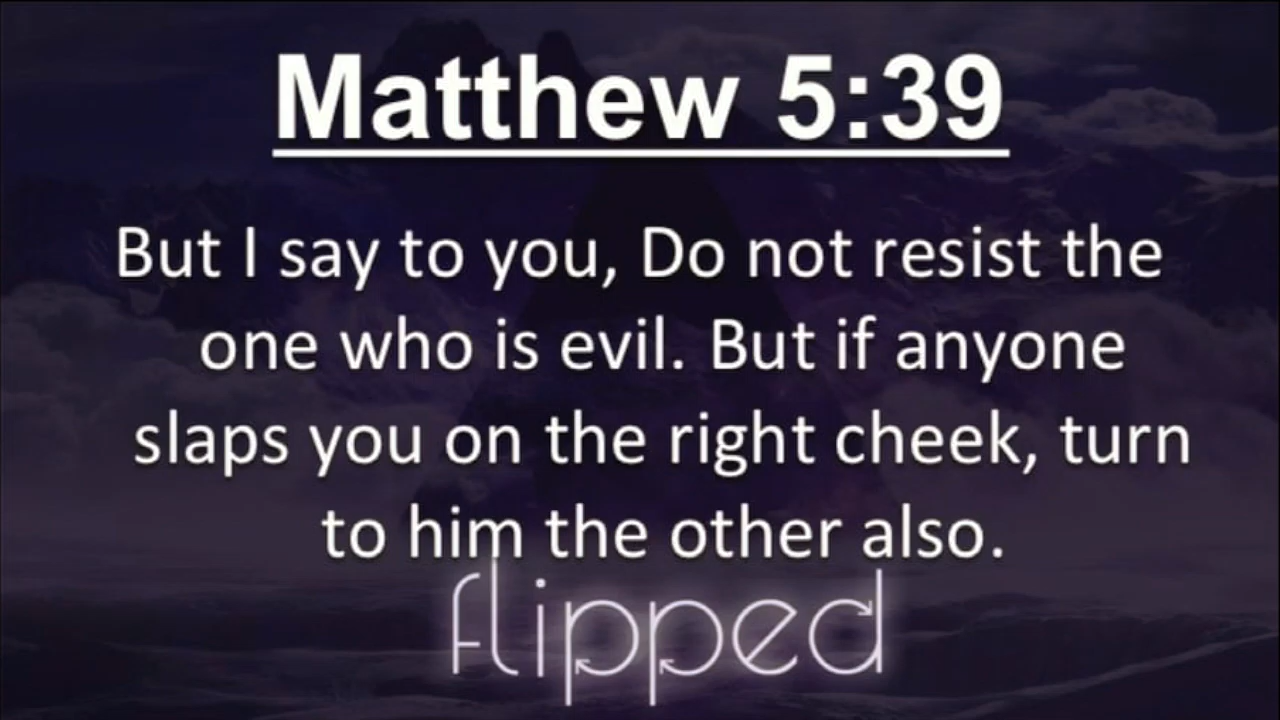 Matthew 5:39
But I say to you, Do not resist the
one who is evil. But if anyone
slaps you on the right cheek, turn
to him the other also.
flipped